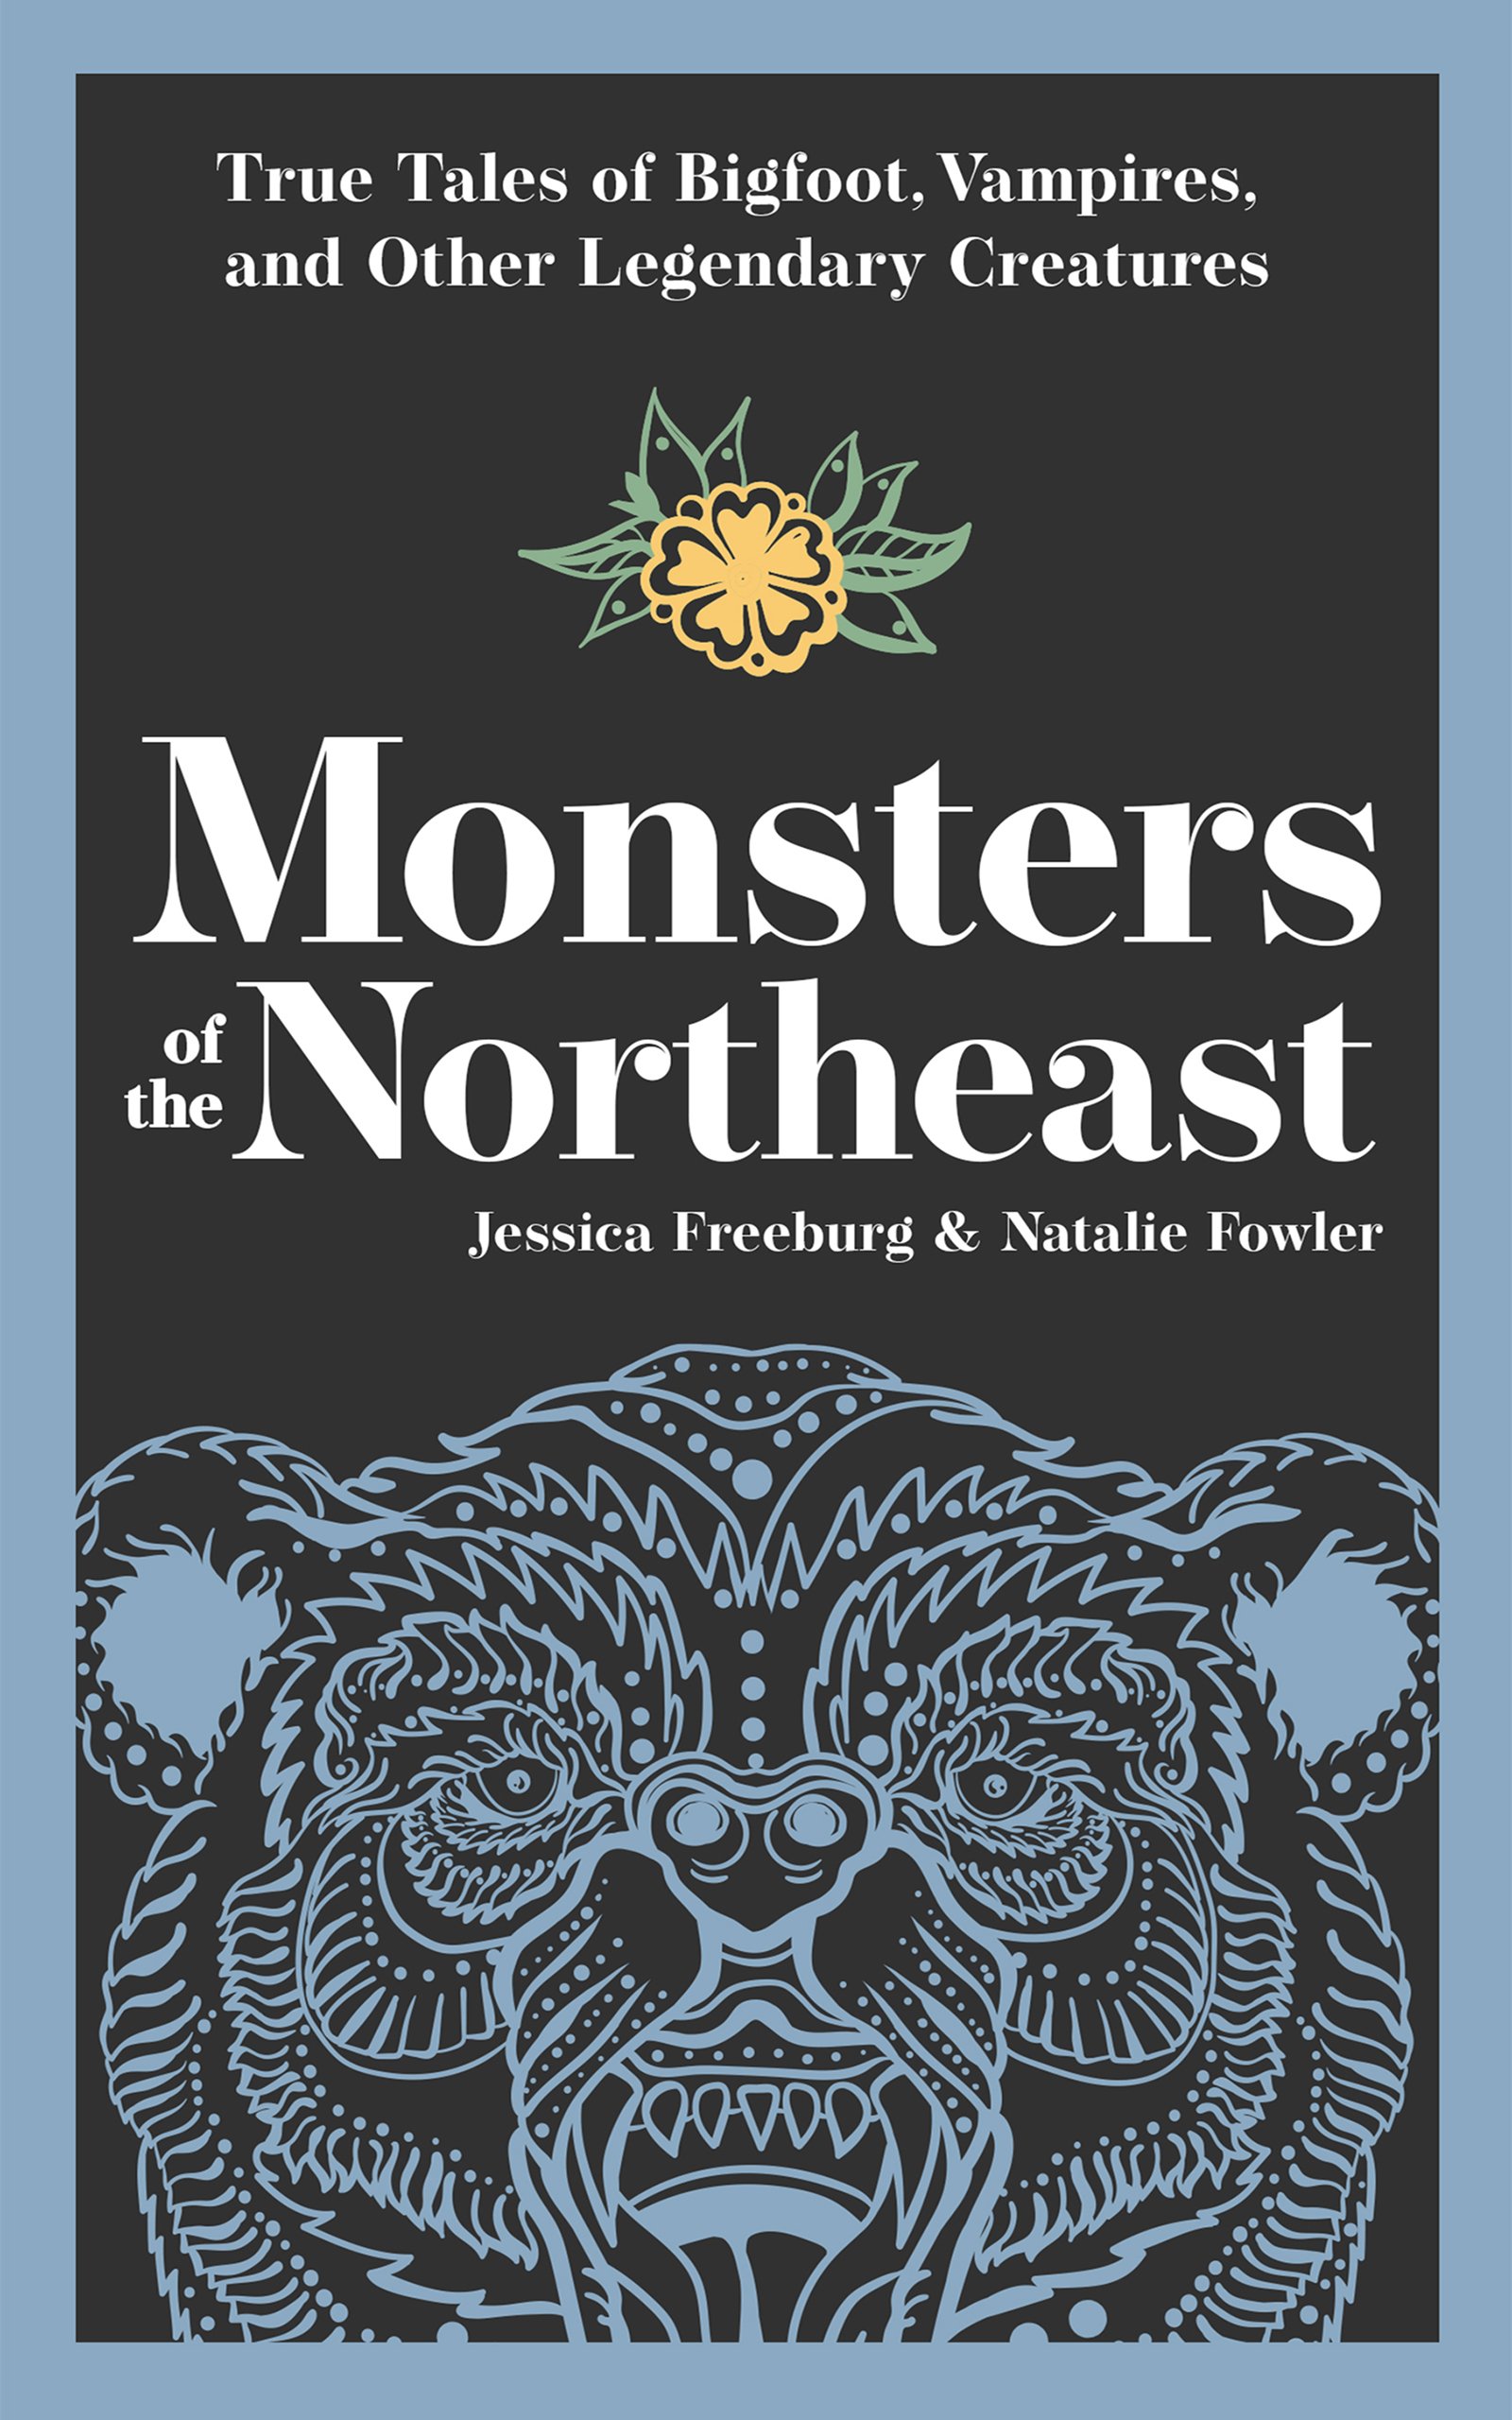 True Tales of Bigfoot, Vampires,
and Other Legendary Creatures
Monsters
of the Northeast
Jessica Freeburg & Natalie Fowler